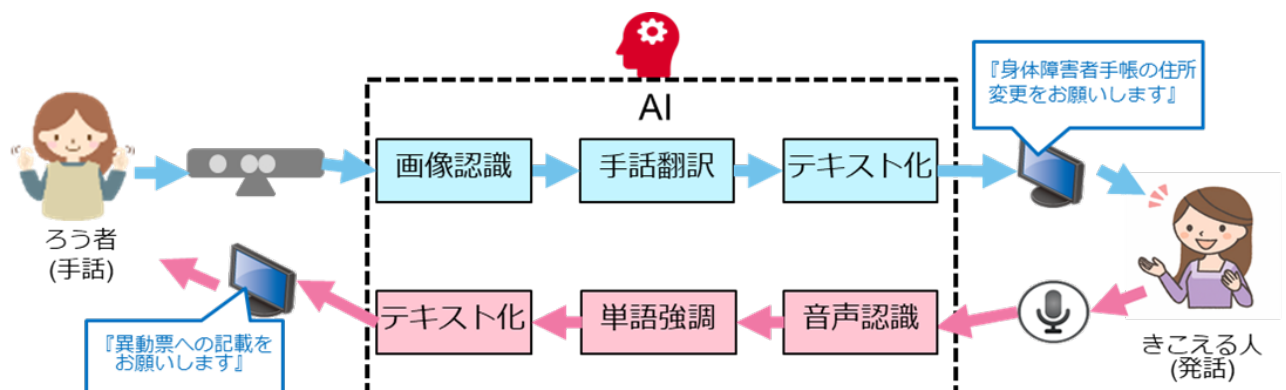 AI
『身体障害者手帳の住所
変更をお願いします』
画像認識
手話翻訳
テキスト化
ろう者
(手話)
テキスト化
単語強調
音声認識
『異動票への記載を
お願いします』
きこえる人
(発話)